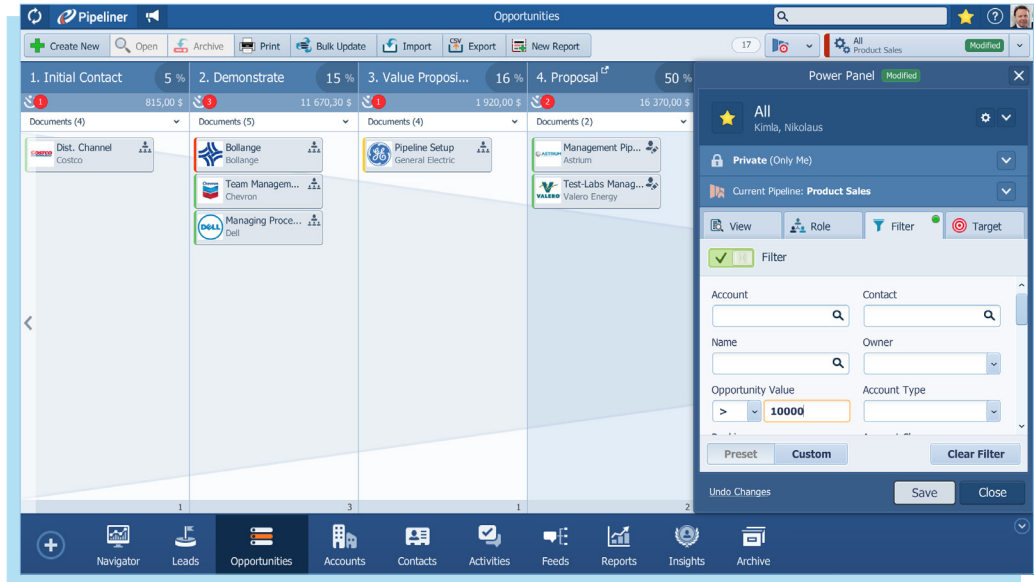 Pipeliner
Opportunities
Create New
Open
Archive
Print
Bulk Update
Import
CSV
Export
New Report
17
All
Product Sales
Modified
1. Initial Contact
5 %
2. Demonstrate
15 %
3. Value Proposi...
16 %
4. Proposal
50 %
1
815,00 $
3
11 670,30 $
1
1 920,00 $
2
16 370,00 $
Documents (4)
Documents (5)
Documents (4)
Documents (2)
Dist. Channel
Costco
Bollange
Bollange
Team Managem...
Chevron
DELL
Managing Proce...
Dell
Pipeline Setup
General Electric
ASTRIUM
Management Pip...
Astrium
VALERO
Test-Labs Manag...
Valero Energy
1
3
1
2
Power Panel
Modified
All
Kimla, Nikolaus
Private (Only Me)
Current Pipeline: Product Sales
View
Role
Filter
Target
Filter
Account
Contact
Name
Owner
Opportunity Value
Account Type
>
10000
Preset
Custom
Clear Filter
Undo Changes
Save
Close
Navigator
Leads
Opportunities
Accounts
Contacts
Activities
Feeds
Reports
Insights
Archive